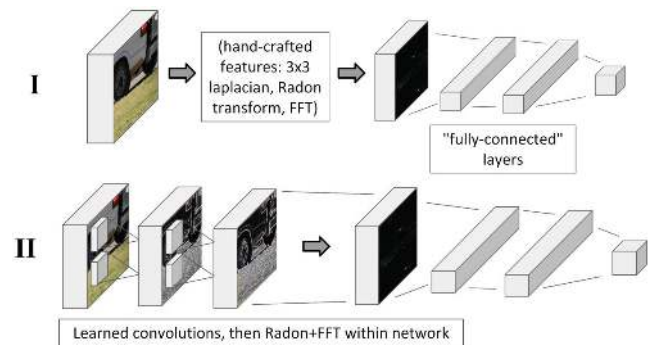 I
(hand-crafted
features: 3x3
laplacian, Radon
transform, FFT)
"fully-connected"
layers
II
Learned convolutions, then Radon+FFT within network